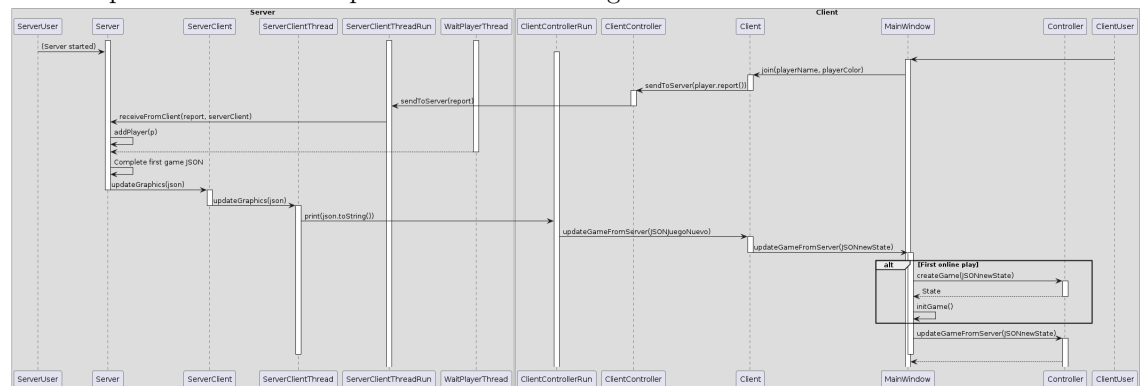 Server
Client
ServerUser Server ServerClient ServerClientThread ServerClientThreadRun WaitPlayerThread ClientControllerRun ClientController Client MainWindow Controller ClientUser
(Server started)
join(playerName, playerColor)
sendToServer(player.report())
sendToServer(report)
receiveFromClient(report, serverClient)
addPlayer(p)
Complete first game JSON
updateGraphics(json)
updateGraphics(json)
print(json.toString())
updateGameFromServer(JSONJuegoNuevo)
updateGameFromServer(JSONnewState)
alt [First online play]
createGame(JSONnewState)
State
initGame()
updateGameFromServer(JSONnewState)
ServerUser Server ServerClient ServerClientThread ServerClientThreadRun WaitPlayerThread ClientControllerRun ClientController Client MainWindow Controller ClientUser